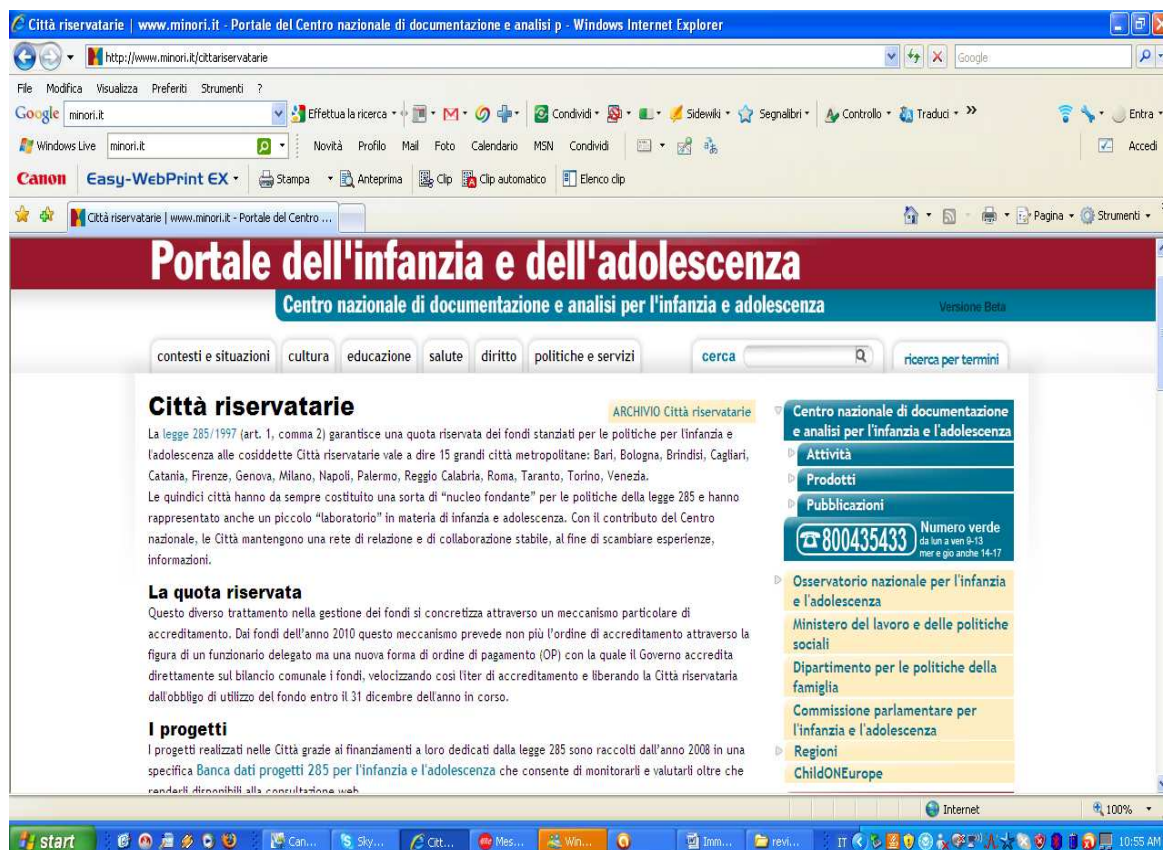 Città riservatarie | www.minori.it - Portale del Centro nazionale di documentazione e analisi p - Windows Internet Explorer
http://www.minori.it/cittariservatarie
Google
File Modifica Visualizza Preferiti Strumenti ?
Google minori.it Effettua la ricerca Condividi Sidewiki Segnalibri Controllo Traduci » Entra
Windows Live minori.it Novità Profilo Mail Foto Calendario MSN Condividi Accedi
Canon Easy-WebPrint EX Stampa Anteprima Clip Clip automatico Elenco clip
Città riservatarie | www.minori.it - Portale del Centro ... Pagina Strumenti
Portale dell'infanzia e dell'adolescenza
Centro nazionale di documentazione e analisi per l'infanzia e adolescenza
Versione Beta
contesti e situazioni cultura educazione salute diritto politiche e servizi cerca ricerca per termini
Città riservatarie
ARCHIVIO Città riservatarie
La legge 285/1997 (art. 1, comma 2) garantisce una quota riservata dei fondi stanziati per le politiche per l'infanzia e
l'adolescenza alle cosiddette Città riservatarie vale a dire 15 grandi città metropolitane: Bari, Bologna, Brindisi, Cagliari,
Catania, Firenze, Genova, Milano, Napoli, Palermo, Reggio Calabria, Roma, Taranto, Torino, Venezia.
Le quindici città hanno da sempre costituito una sorta di “nucleo fondante” per le politiche della legge 285 e hanno
rappresentato anche un piccolo “laboratorio” in materia di infanzia e adolescenza. Con il contributo del Centro
nazionale, le Città mantengono una rete di relazione e di collaborazione stabile, al fine di scambiare esperienze,
informazioni.
La quota riservata
Questo diverso trattamento nella gestione dei fondi si concretizza attraverso un meccanismo particolare di
accreditamento. Dai fondi dell’anno 2010 questo meccanismo prevede non più l’ordine di accreditamento attraverso la
figura di un funzionario delegato ma una nuova forma di ordine di pagamento (OP) con la quale il Governo accredita
direttamente sul bilancio comunale i fondi, velocizzando così l'iter di accreditamento e liberando la Città riservataria
dall'obbligo di utilizzo del fondo entro il 31 dicembre dell'anno in corso.
I progetti
I progetti realizzati nelle Città grazie ai finanziamenti a loro dedicati dalla legge 285 sono raccolti dall’anno 2008 in una
specifica Banca dati progetti 285 per l'infanzia e l'adolescenza che consente di monitorarli e valutarli oltre che
renderli disponibili alla consultazione web.
Centro nazionale di documentazione
e analisi per l'infanzia e l'adolescenza
Attività
Prodotti
Pubblicazioni
800435433 Numero verde
da lun a ven 9-13
mer e gio anche 14-17
Osservatorio nazionale per l'infanzia
e l'adolescenza
Ministero del lavoro e delle politiche
sociali
Dipartimento per le politiche della
famiglia
Commissione parlamentare per
l'infanzia e l'adolescenza
Regioni
ChildONEurope
Internet 100%
start Can... Sky... Citt... Mes... Win... Imm... revi... IT 10:55 AM